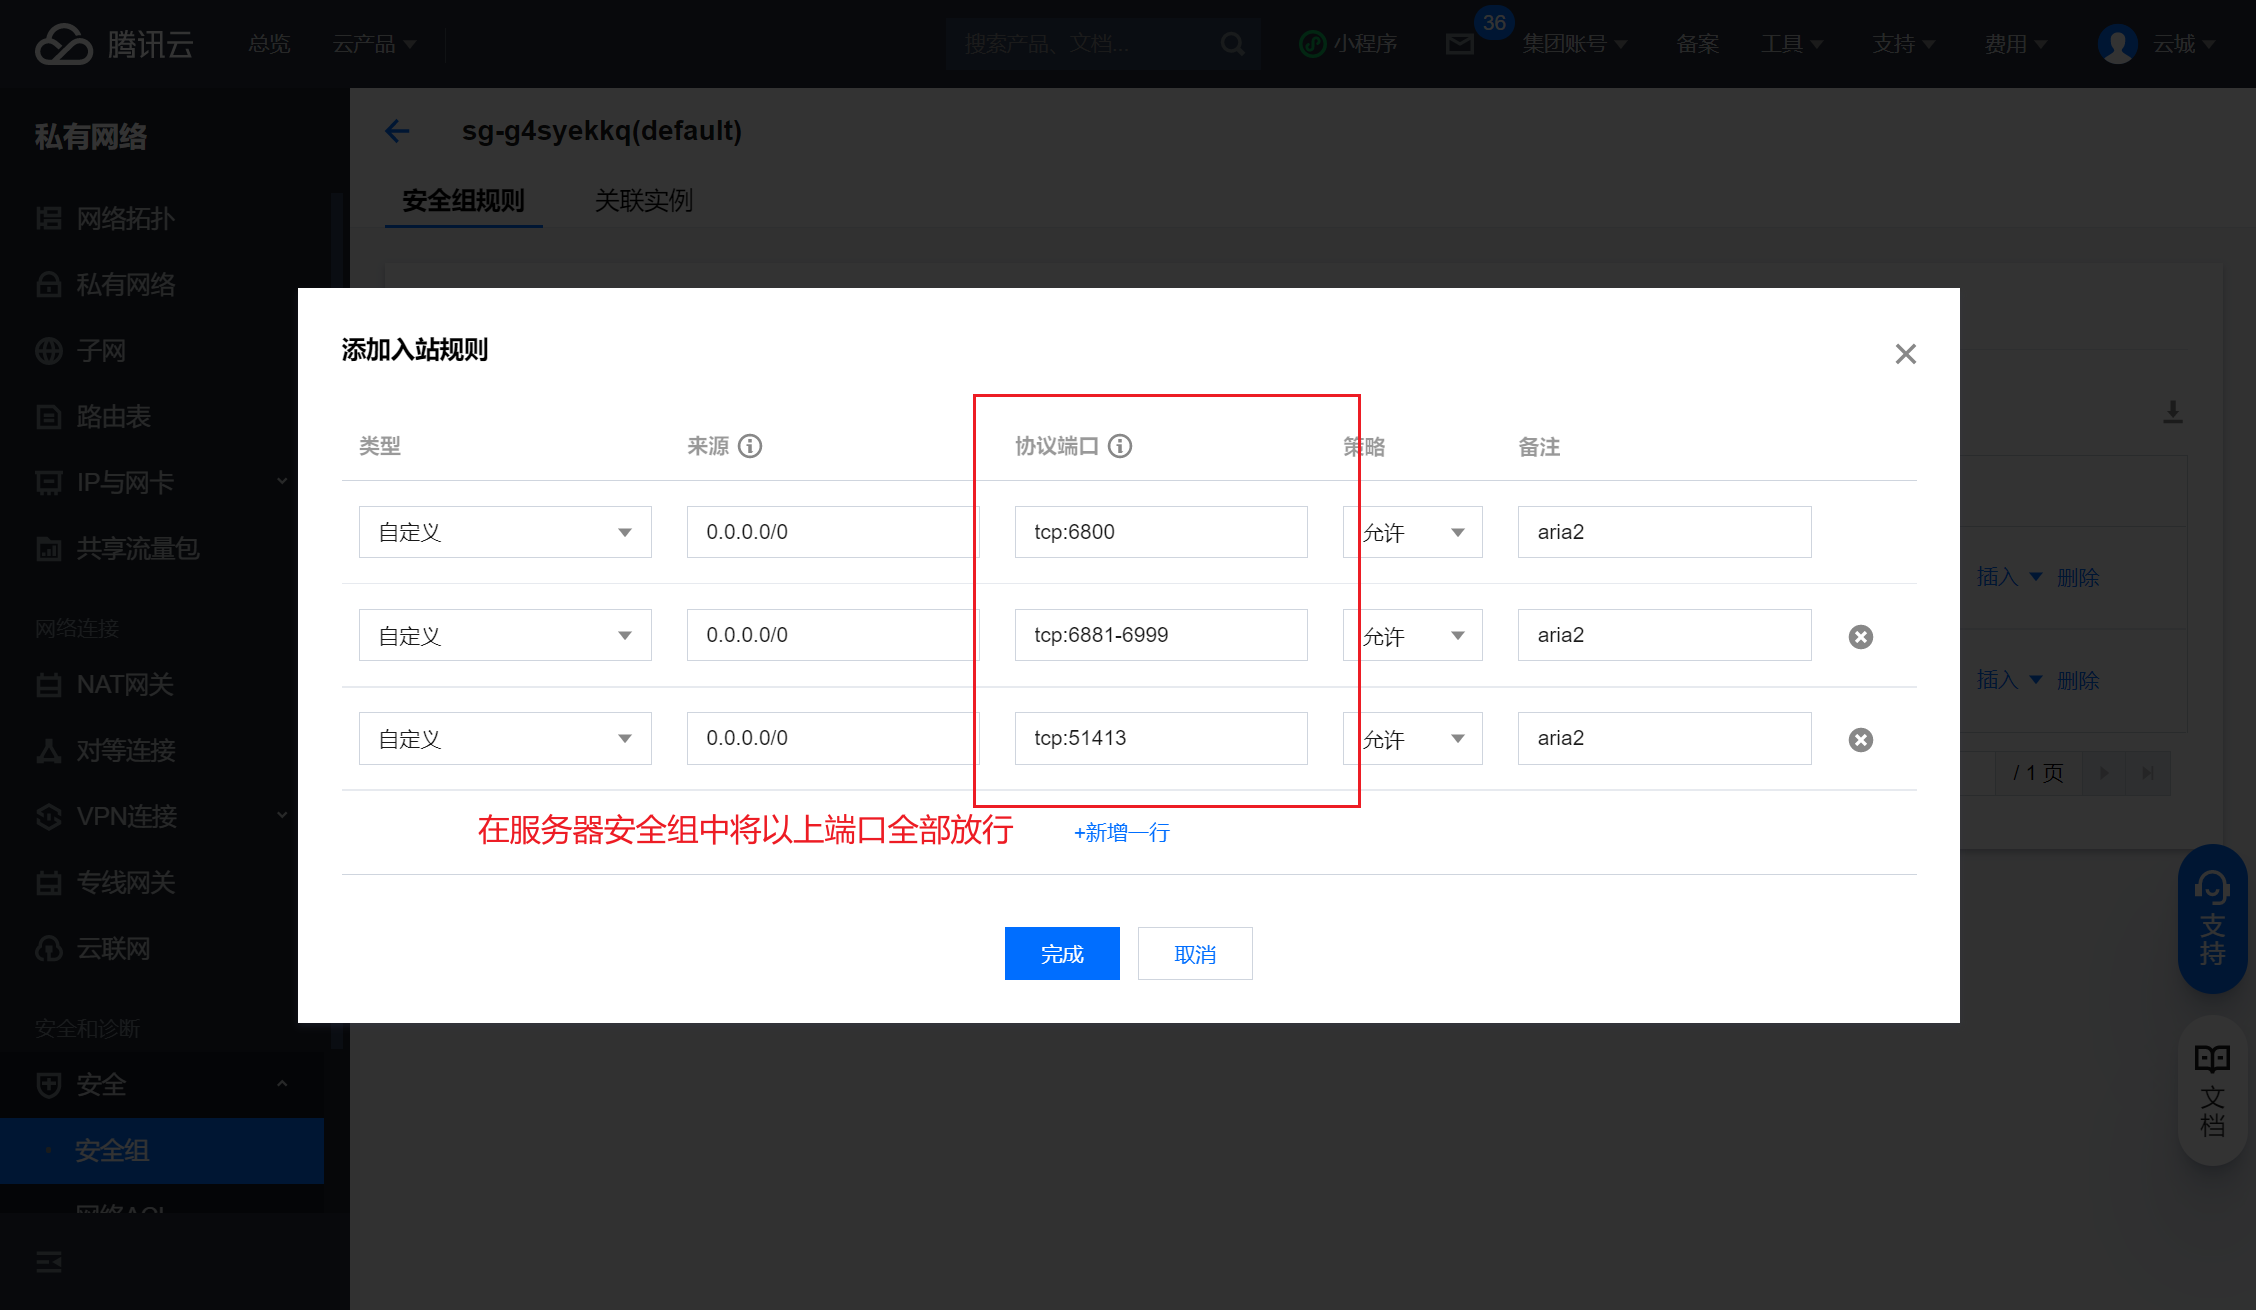 腾讯云 总览 云产品 搜索产品、文档... 小程序 36 集团账号 备案 工具 支持 费用 云城
私有网络
网络拓扑
私有网络
子网
路由表
IP与网卡
共享流量包
网络连接
NAT网关
对等连接
VPN连接
专线网关
云联网
安全和诊断
安全
安全组
网络ACL
sg-g4syekkq(default)
安全组规则 关联实例
添加入站规则
类型 来源 协议端口 策略 备注
自定义 0.0.0.0/0 tcp:6800 允许 aria2
自定义 0.0.0.0/0 tcp:6881-6999 允许 aria2
自定义 0.0.0.0/0 tcp:51413 允许 aria2
在服务器安全组中将以上端口全部放行 +新增一行
完成 取消
插入 删除
插入 删除
/ 1 页
支持
文档